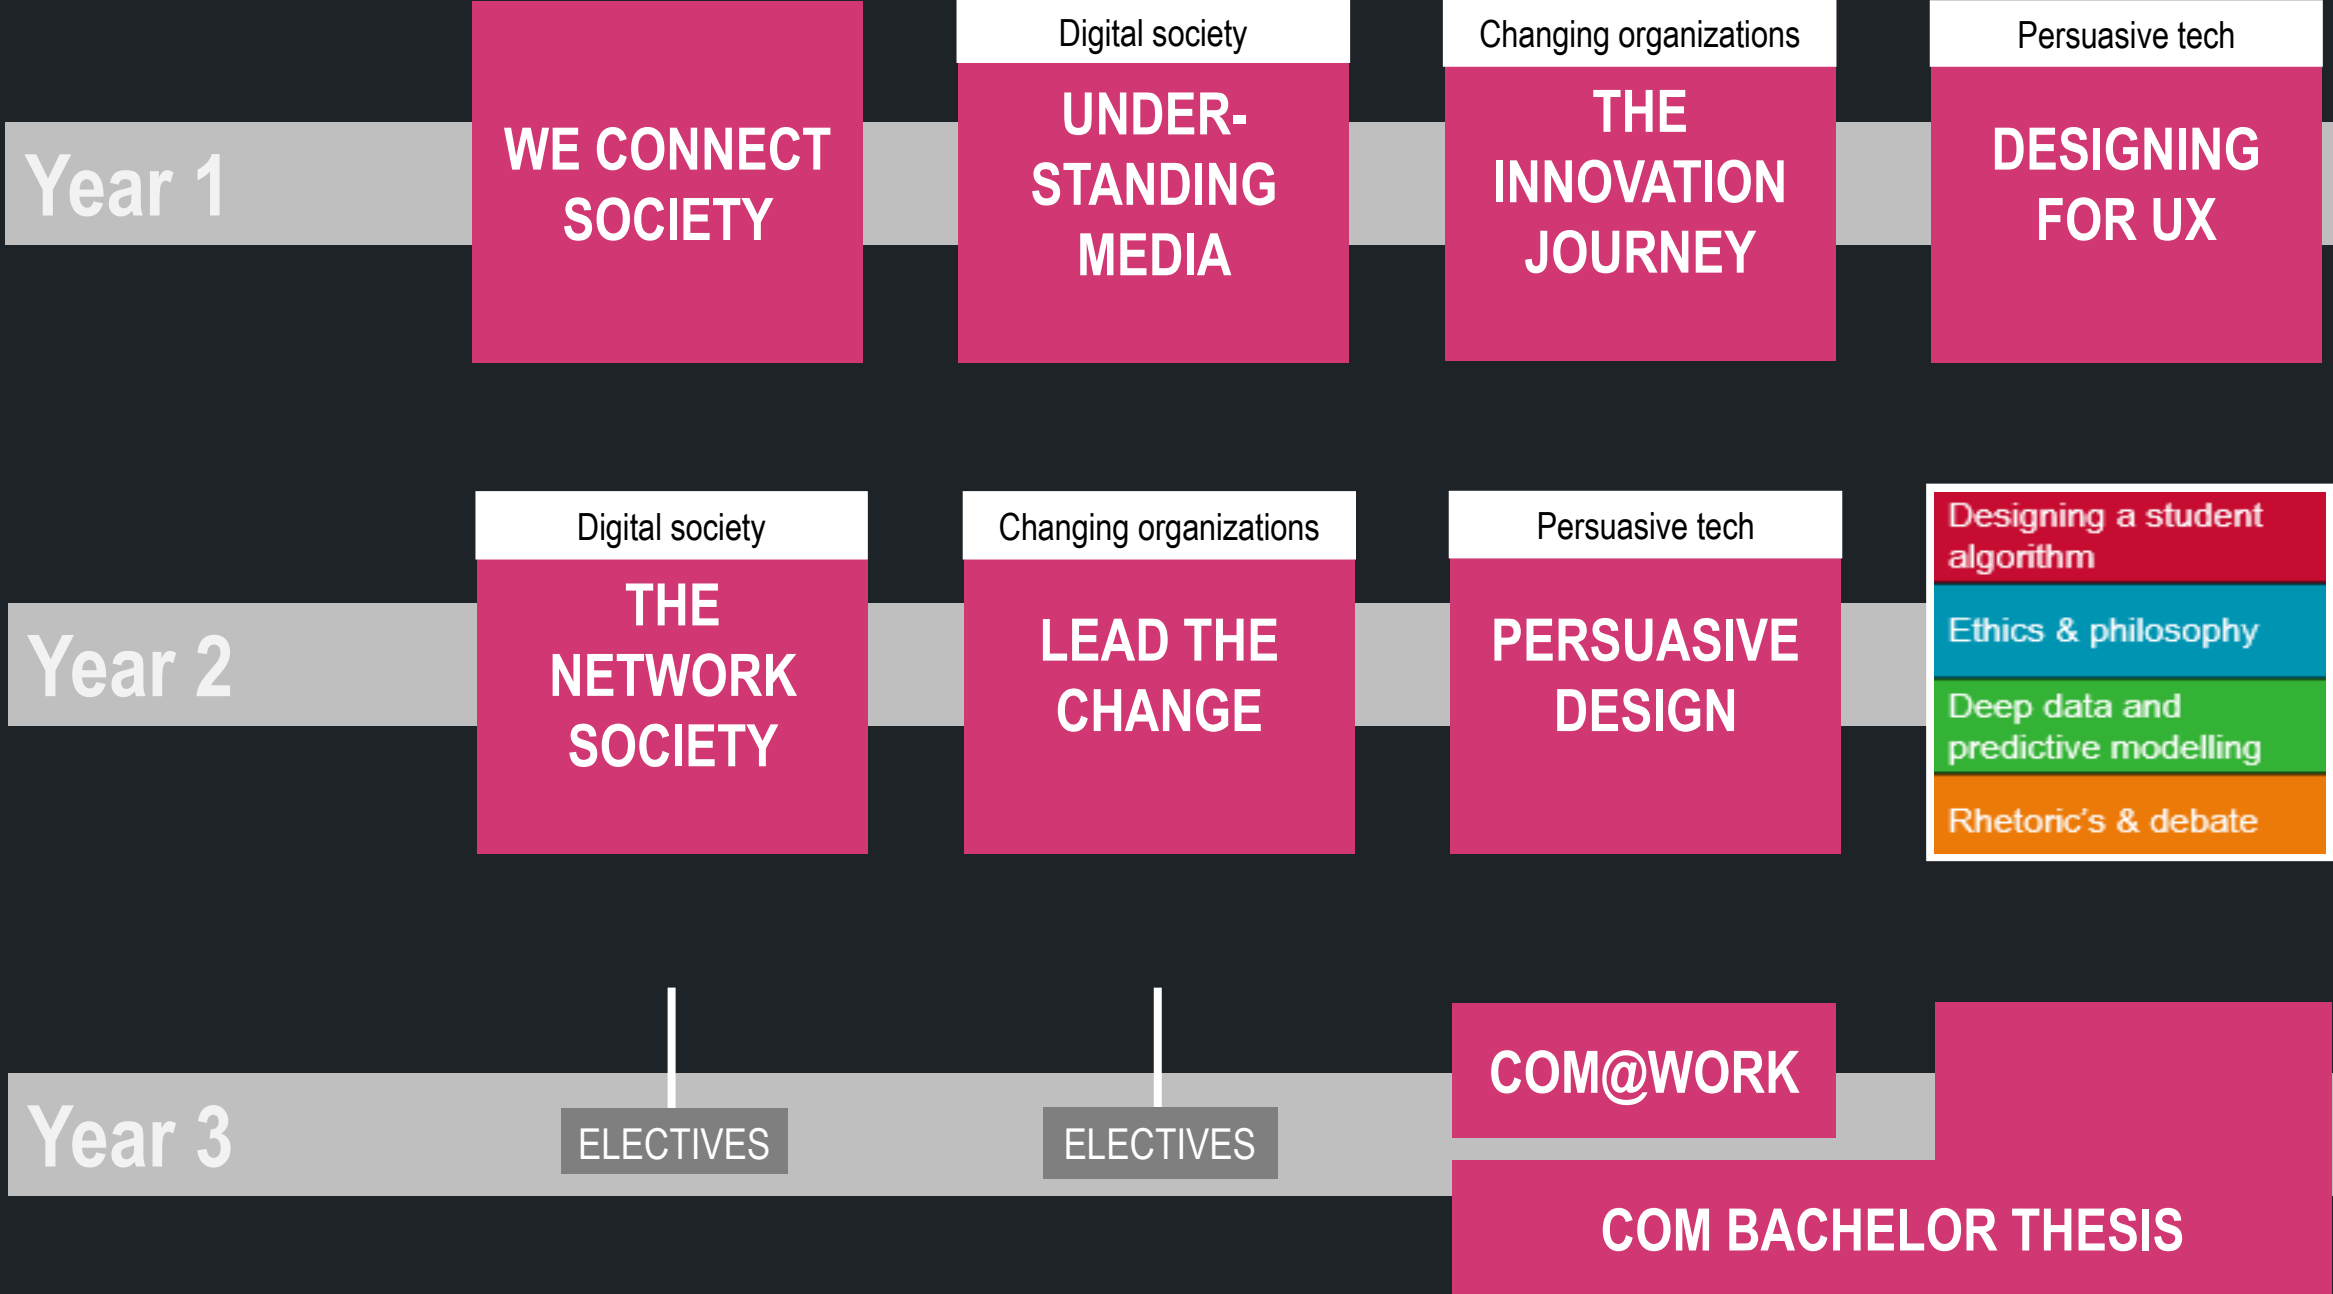 Year 1
WE CONNECT
SOCIETY
Digital society
UNDER-
STANDING
MEDIA
Changing organizations
THE
INNOVATION
JOURNEY
Persuasive tech
DESIGNING
FOR UX
Year 2
Digital society
THE
NETWORK
SOCIETY
Changing organizations
LEAD THE
CHANGE
Persuasive tech
PERSUASIVE
DESIGN
Designing a student
algorithm
Ethics & philosophy
Deep data and
predictive modelling
Rhetoric's & debate
Year 3
ELECTIVES
ELECTIVES
COM@WORK
COM BACHELOR THESIS